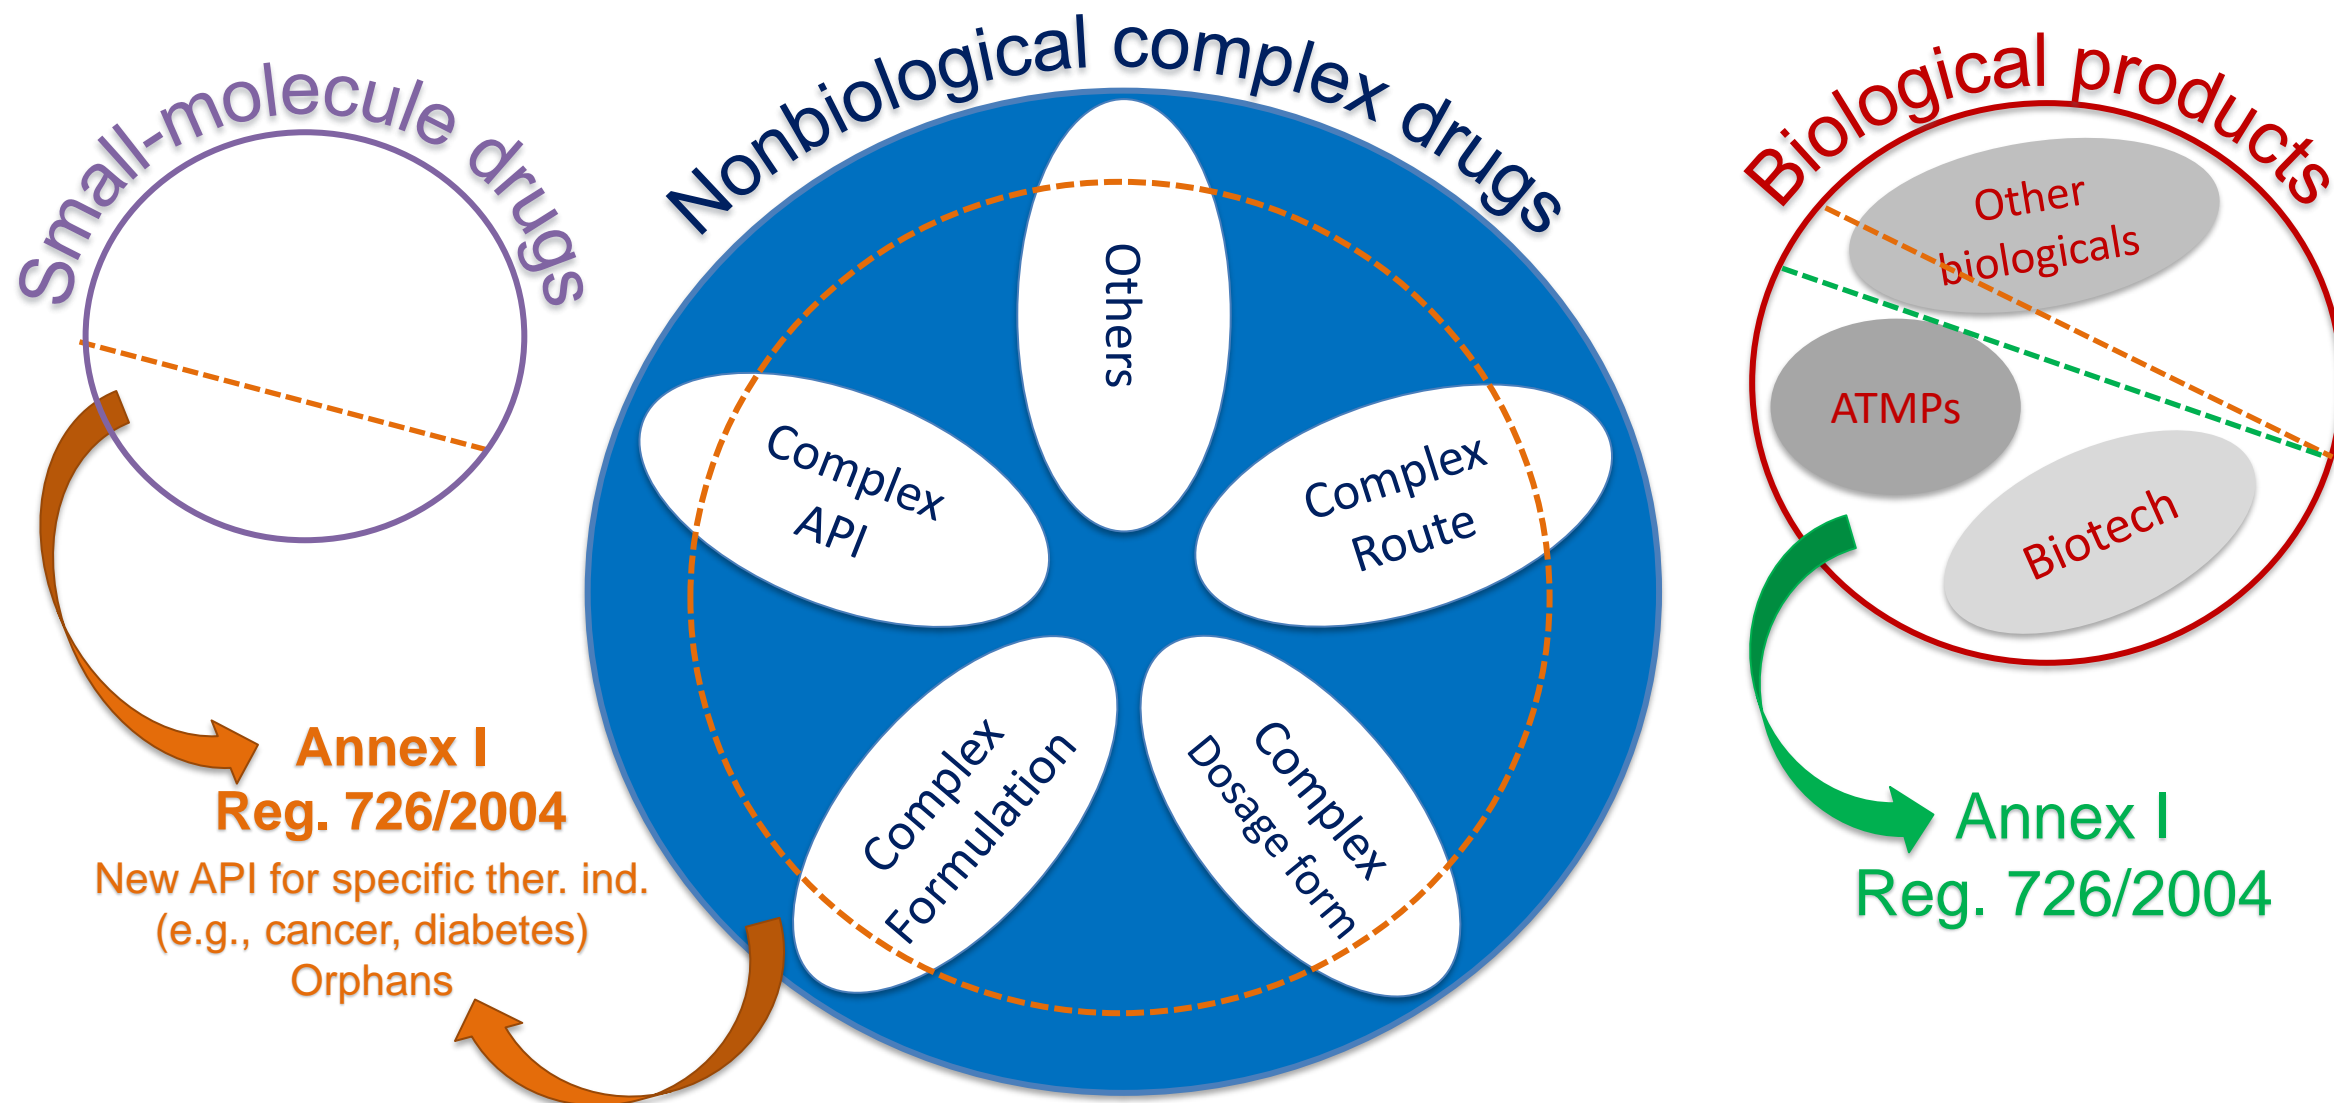 Small-molecule drugs
Annex I
Reg. 726/2004
New API for specific ther. ind.
(e.g., cancer, diabetes)
Orphans
Nonbiological complex drugs
Others
Complex
API
Complex
Route
Complex
Formulation
Complex
Dosage form
Biological products
Other
biologicals
ATMPs
Biotech
Annex I
Reg. 726/2004